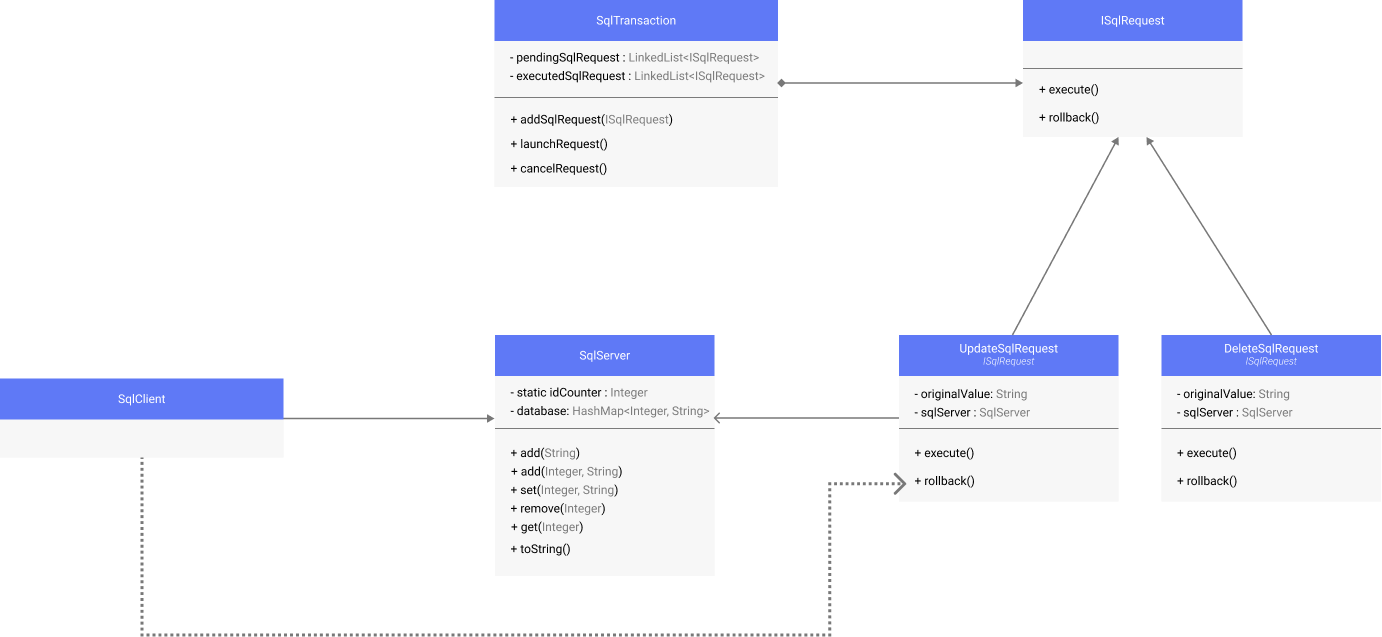 SqlTransaction
- pendingSqlRequest : LinkedList<ISqlRequest>
- executedSqlRequest : LinkedList<ISqlRequest>
+ addSqlRequest(ISqlRequest)
+ launchRequest()
+ cancelRequest()
ISqlRequest
+ execute()
+ rollback()
SqlClient
SqlServer
- static idCounter : Integer
- database: HashMap<Integer, String>
+ add(String)
+ add(Integer, String)
+ set(Integer, String)
+ remove(Integer)
+ get(Integer)
+ toString()
UpdateSqlRequest
ISqlRequest
- originalValue: String
- sqlServer : SqlServer
+ execute()
+ rollback()
DeleteSqlRequest
ISqlRequest
- originalValue: String
- sqlServer : SqlServer
+ execute()
+ rollback()